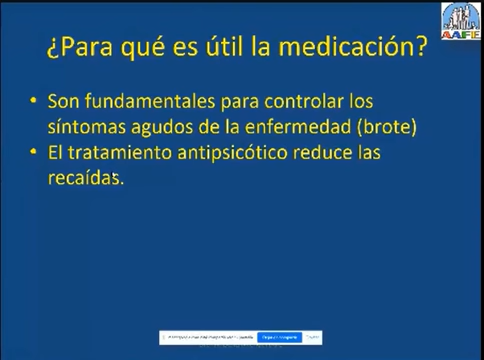 ¿Para qué es útil la medicación?
AAFE
• Son fundamentales para controlar los
síntomas agudos de la enfermedad (brote)
• El tratamiento antipsicótico reduce las
recaídas.